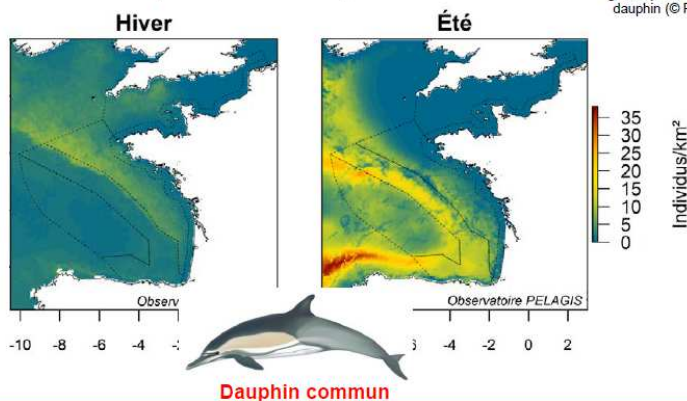 dauphin (©
Hiver
Été
35
30
25
20
15
10
5
0
Individus/km²
Observ
Observatoire PELAGIS
-10 -8 -6 -4
-4 -2 0 2
Dauphin commun